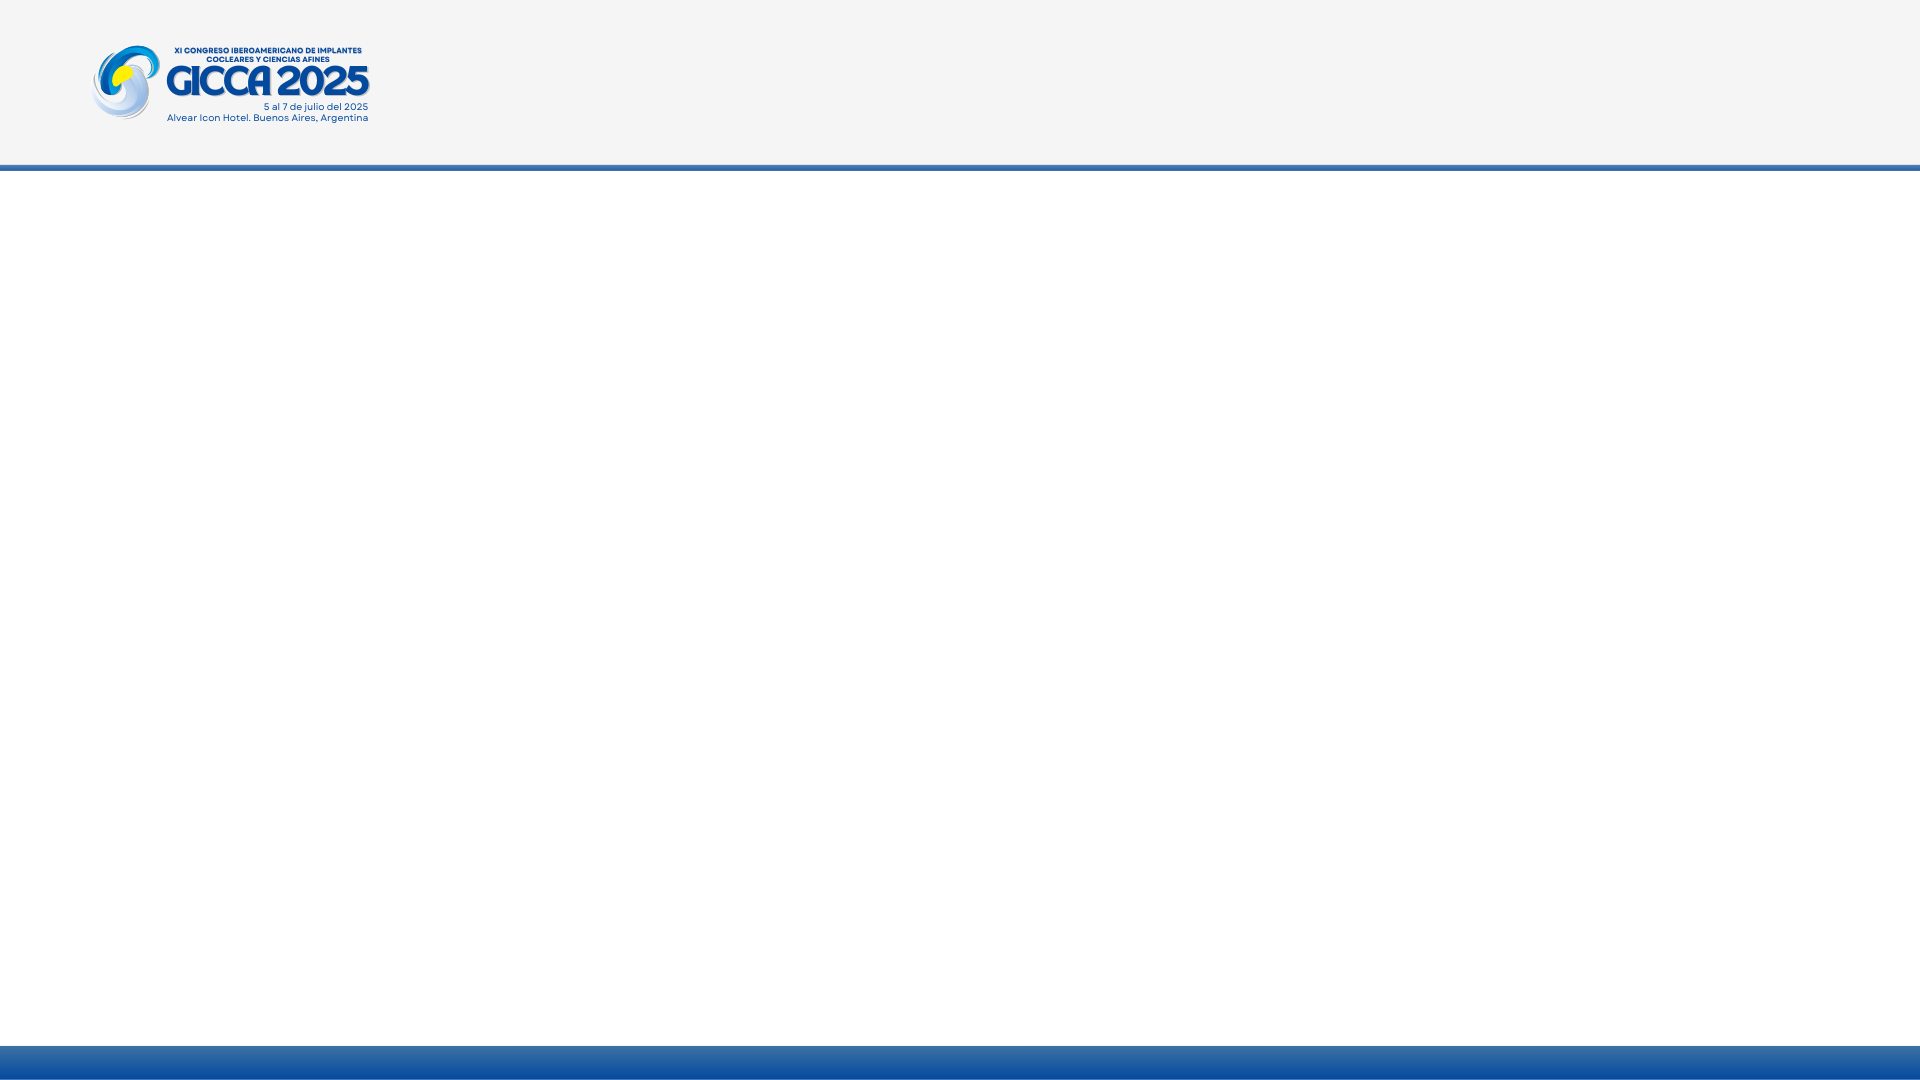 XI CONGRESO IBEROAMERICANO DE IMPLANTES
COCLEARES Y CIENCIAS AFINES
GICCA 2025
5 al 7 de julio del 2025
Alvear Icon Hotel. Buenos Aires, Argentina